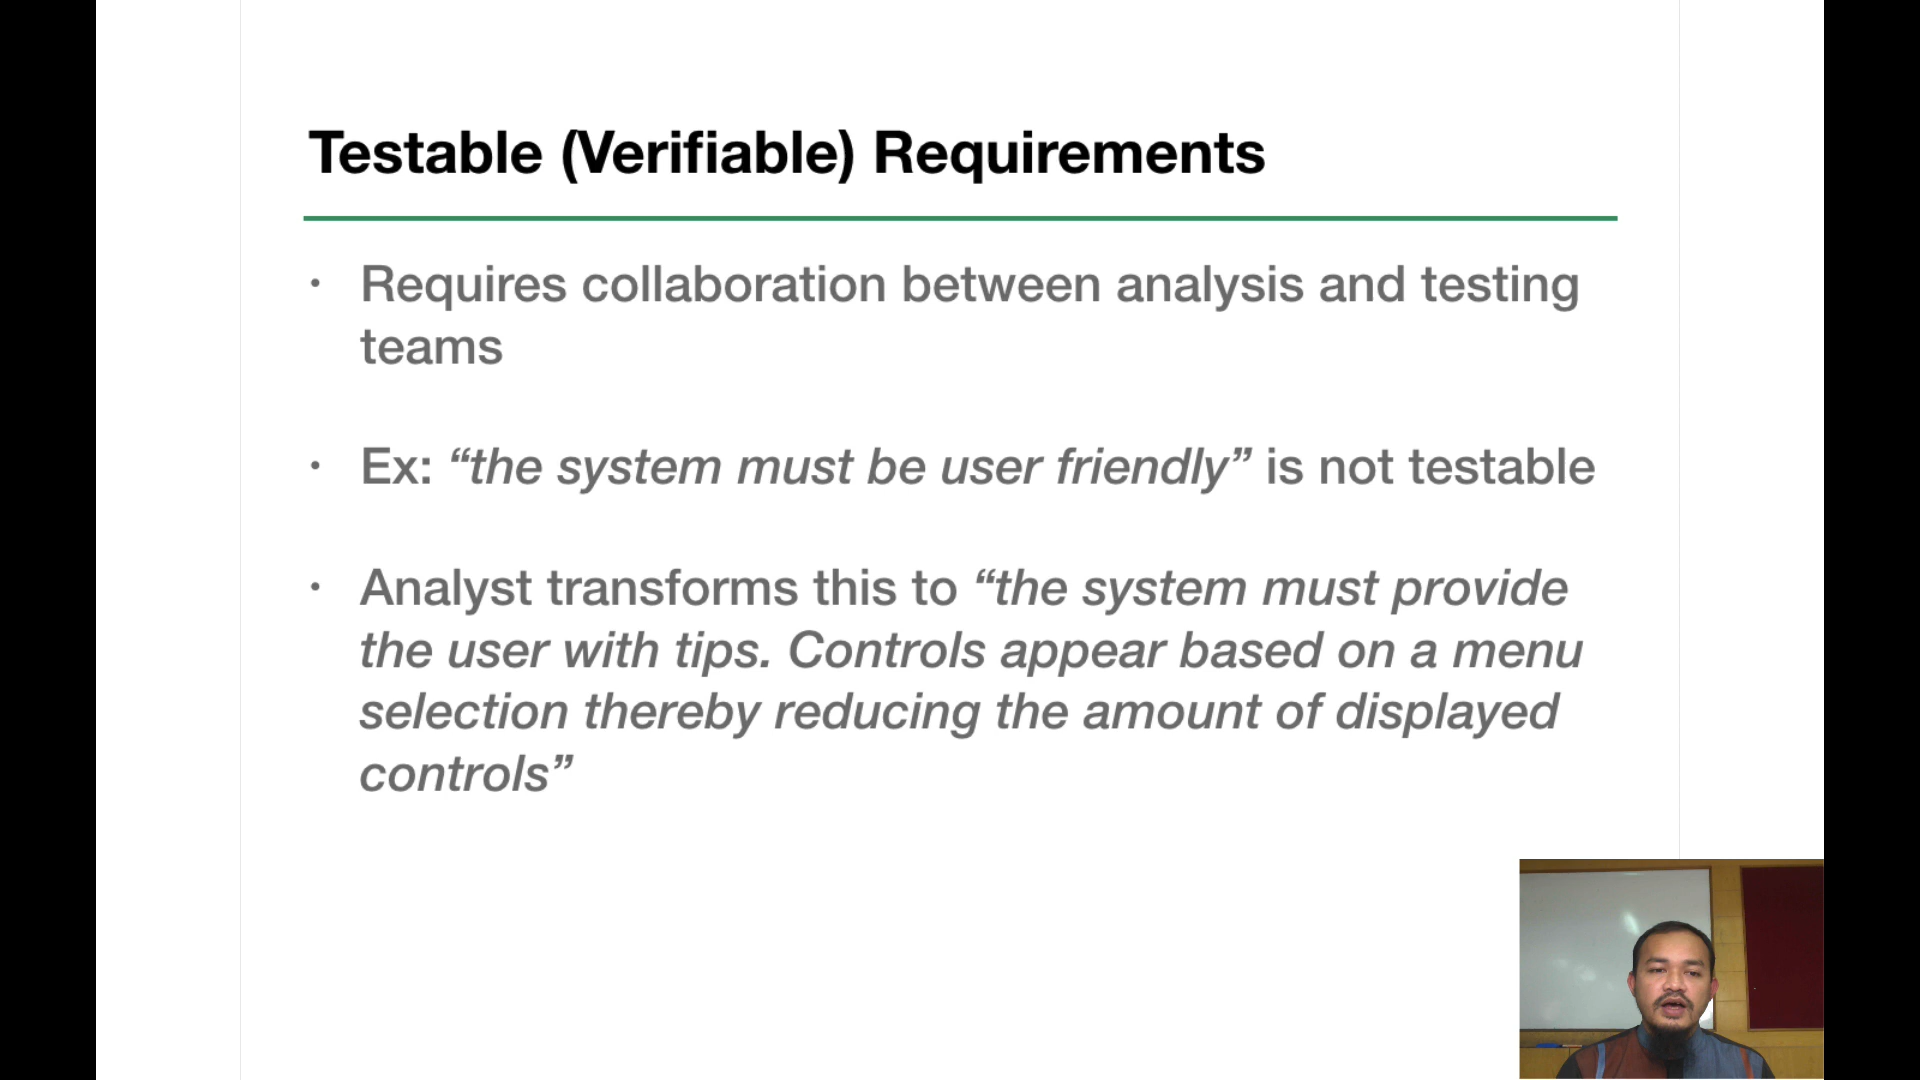 Testable (Verifiable) Requirements
• Requires collaboration between analysis and testing
teams
• Ex: “the system must be user friendly” is not testable
• Analyst transforms this to “the system must provide
the user with tips. Controls appear based on a menu
selection thereby reducing the amount of displayed
controls”